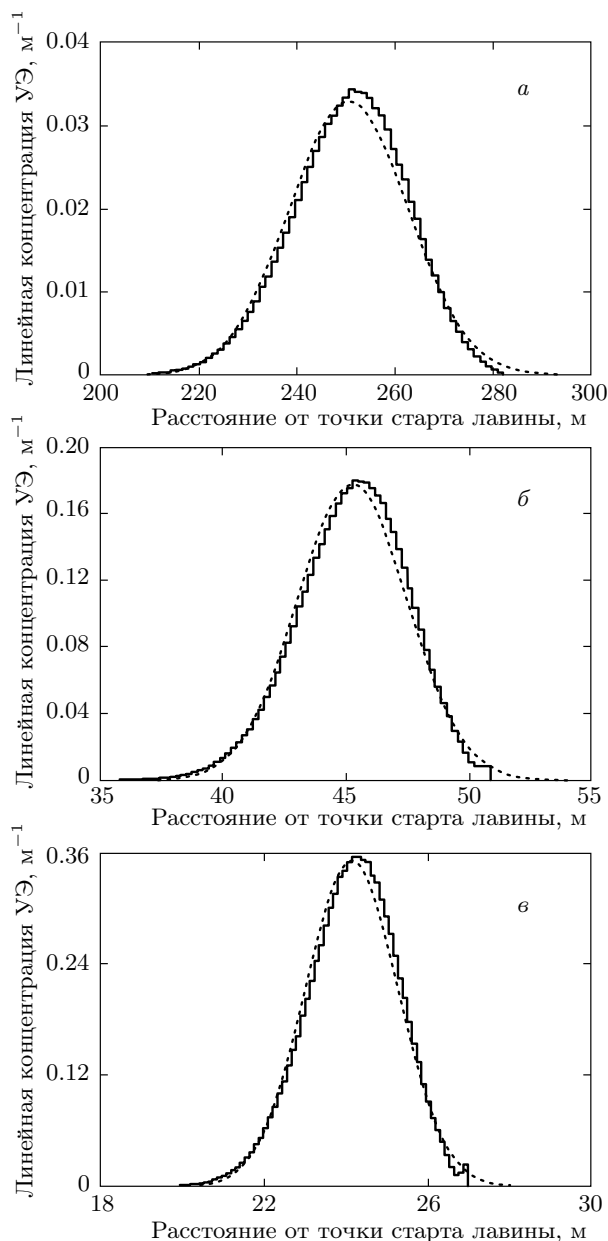 Линейная концентрация УЭ, м⁻¹
0.04
0.03
0.02
0.01
0
а
200 220 240 260 280 300
Расстояние от точки старта лавины, м
Линейная концентрация УЭ, м⁻¹
0.20
0.16
0.12
0.08
0.04
0
б
35 40 45 50 55
Расстояние от точки старта лавины, м
Линейная концентрация УЭ, м⁻¹
0.36
0.24
0.12
0
в
18 22 26 30
Расстояние от точки старта лавины, м